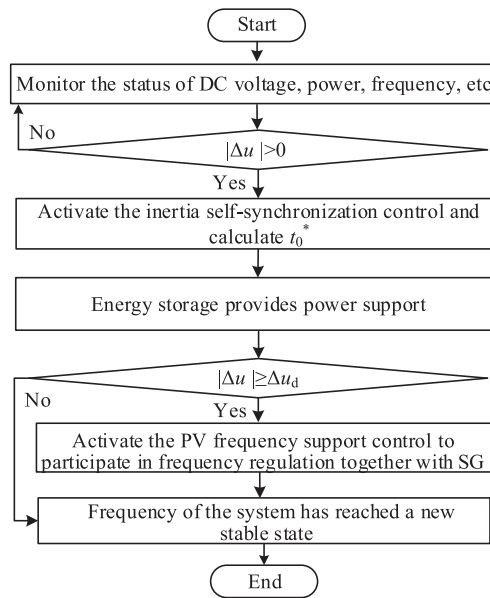 Start
Monitor the status of DC voltage, power, frequency, etc
No
|Δu|>0
Yes
Activate the inertia self-synchronization control and
calculate t₀*
Energy storage provides power support
|Δu|≥Δu_d
No
Yes
Activate the PV frequency support control to
participate in frequency regulation together with SG
Frequency of the system has reached a new
stable state
End